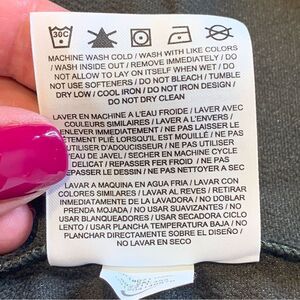 30C
MACHINE WASH COLD / WASH WITH LIKE COLORS
/ WASH INSIDE OUT / REMOVE IMMEDIATELY / DO
NOT ALLOW TO LAY ON ITSELF WHEN WET / DO
NOT USE SOFTENERS / DO NOT BLEACH / TUMBLE
DRY LOW / COOL IRON / DO NOT IRON DESIGN /
DO NOT DRY CLEAN
LAVER EN MACHINE A L'EAU FROIDE / LAVER AVEC
COULEURS SIMILAIRES / LAVER A L'ENVERS /
ENLEVER IMMEDIATEMENT / NE PAS LAISSER LE
PLIE LORSQU'IL EST MOUILLE / NE PAS
D'ADOUCISSEUR / NE PAS UTILISER
D'EAU DE JAVEL / SECHER EN MACHINE CYCLE
DELICAT / REPASSER FER FROID / NE PAS
LE DESSIN / NE PAS NETTOYER A SEC
LAVAR A MAQUINA EN AGUA FRIA / LAVAR CON
COLORES SIMILARES / LAVAR AL REVES / RETIRAR
INMEDIATAMENTE DE LA LAVADORA / NO DOBLAR
PRENDA MOJADA / NO USAR SUAVIZANTES / NO
USAR BLANQUEADORES / USAR SECADORA CICLO
LENTO / USAR PLANCHA TEMPERATURA BAJA / NO
PLANCHAR DIRECTAMENTE SOBRE EL DISEÑO /
NO LAVAR EN SECO